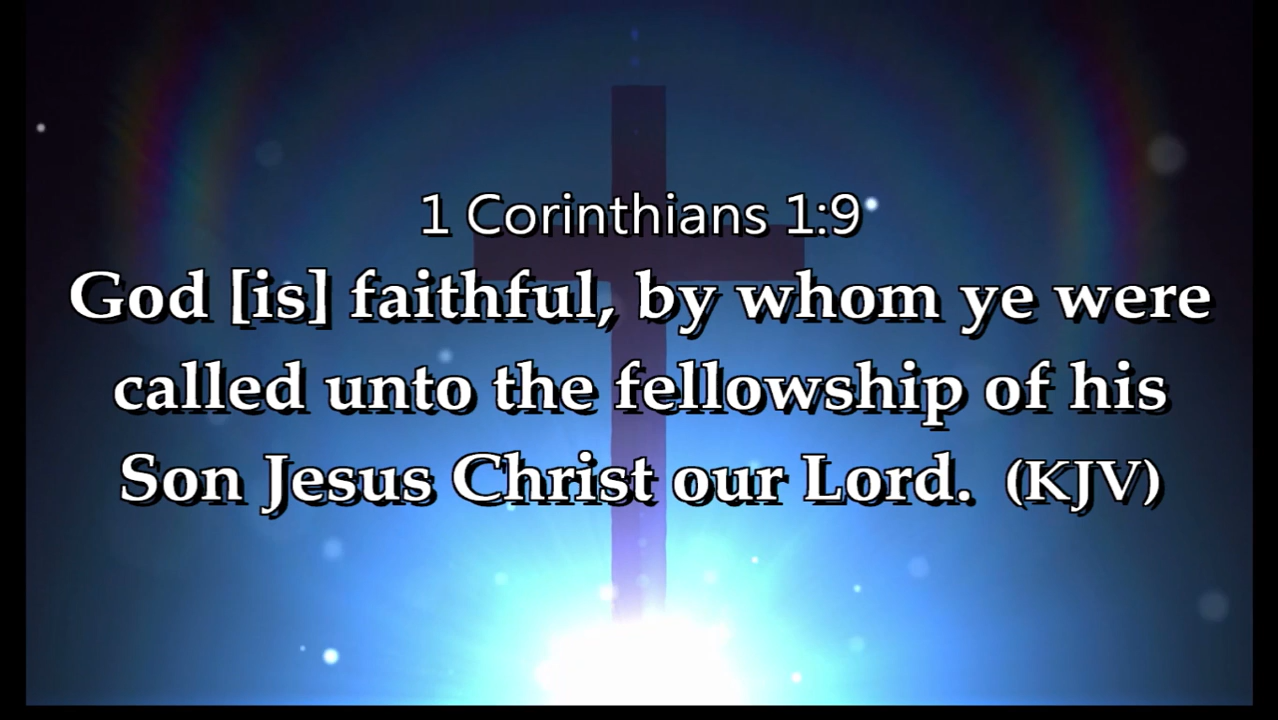 1 Corinthians 1:9
God [is] faithful, by whom ye were
called unto the fellowship of his
Son Jesus Christ our Lord. (KJV)